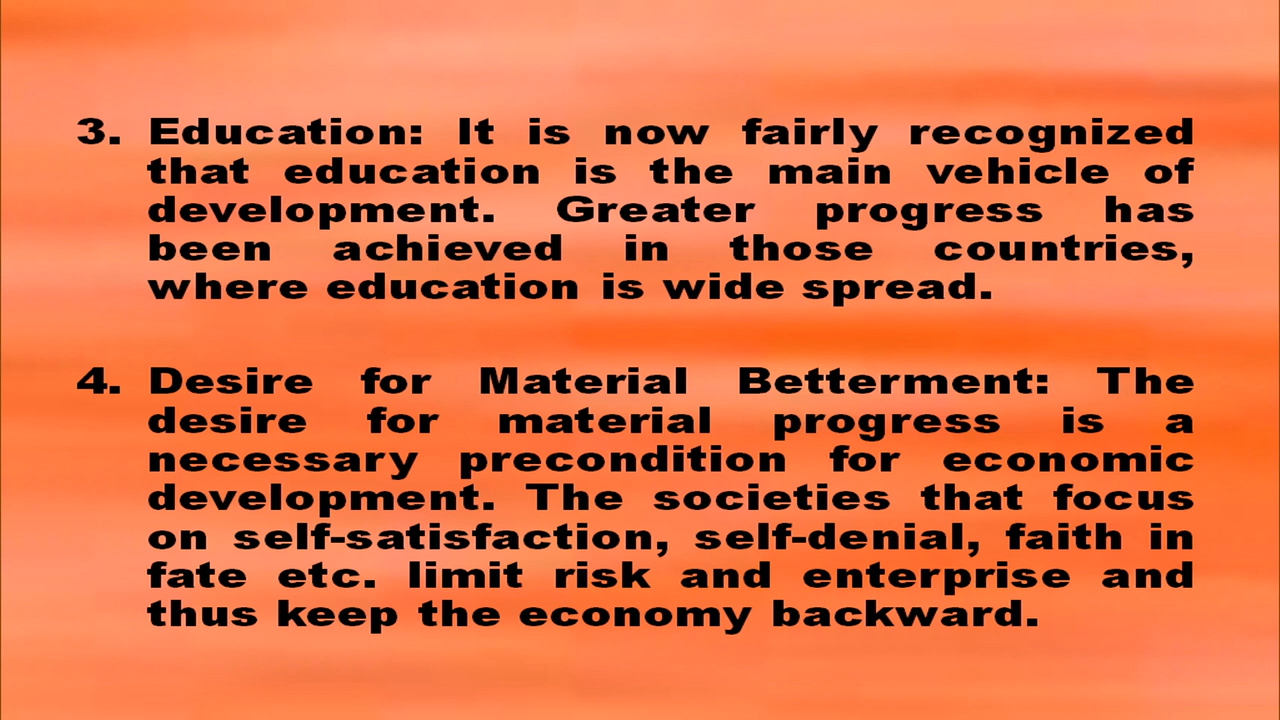 3. Education: It is now fairly recognized
that education is the main vehicle of
development. Greater progress has
been achieved in those countries,
where education is wide spread.
4. Desire for Material Betterment: The
desire for material progress is a
necessary precondition for economic
development. The societies that focus
on self-satisfaction, self-denial, faith in
fate etc. limit risk and enterprise and
thus keep the economy backward.